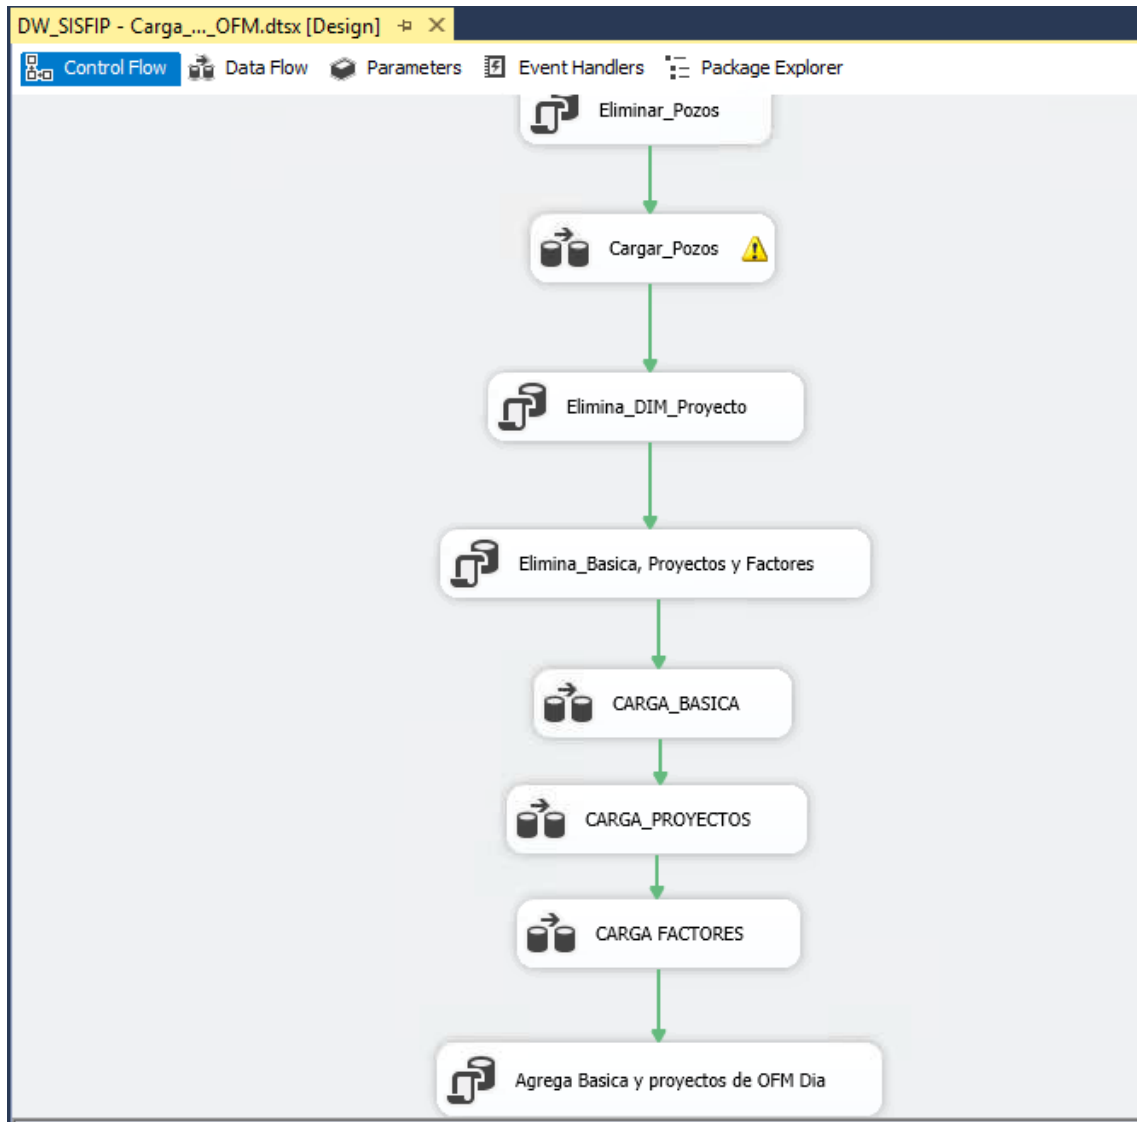 DW_SISFIP - Carga_..._OFM.dtsx [Design]
Control Flow Data Flow Parameters Event Handlers Package Explorer
Eliminar_Pozos
Cargar_Pozos
Elimina_DIM_Proyecto
Elimina_Basica, Proyectos y Factores
CARGA_BASICA
CARGA_PROYECTOS
CARGA FACTORES
Agrega Basica y proyectos de OFM Dia